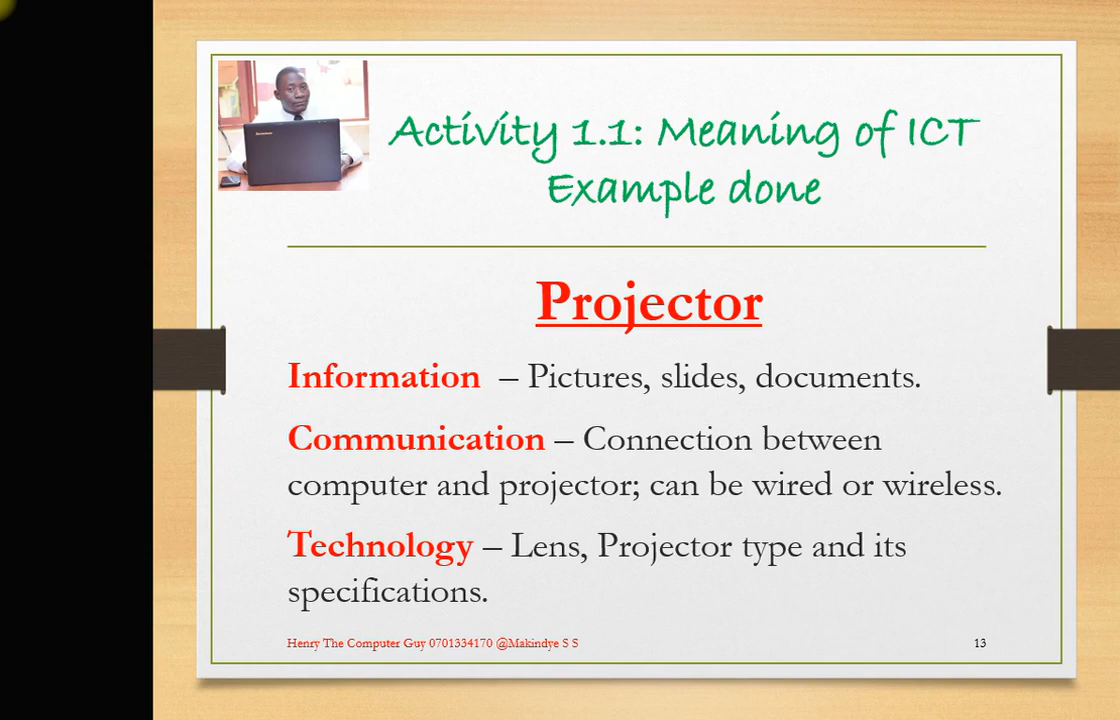 Activity 1.1: Meaning of ICT
Example done
Projector
Information – Pictures, slides, documents.
Communication – Connection between
computer and projector; can be wired or wireless.
Technology – Lens, Projector type and its
specifications.
Henry The Computer Guy 0701334170 @Makindye S S 13